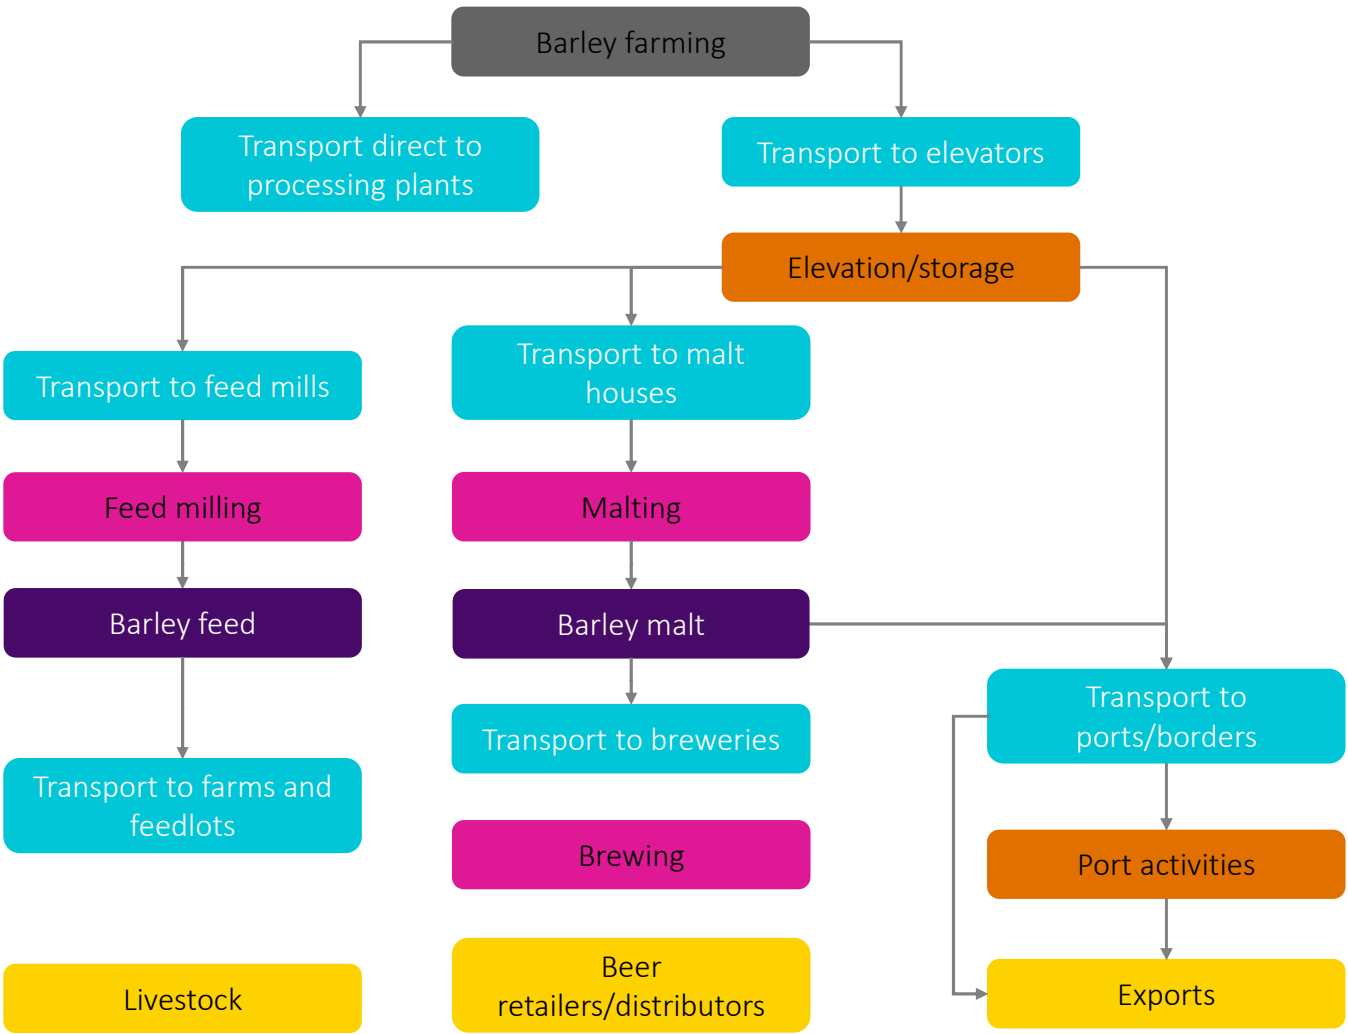 Barley farming
Transport direct to
processing plants
Transport to elevators
Elevation/storage
Transport to feed mills
Transport to malt
houses
Feed milling
Malting
Barley feed
Barley malt
Transport to
ports/borders
Transport to breweries
Transport to farms and
feedlots
Brewing
Port activities
Livestock
Beer
retailers/distributors
Exports